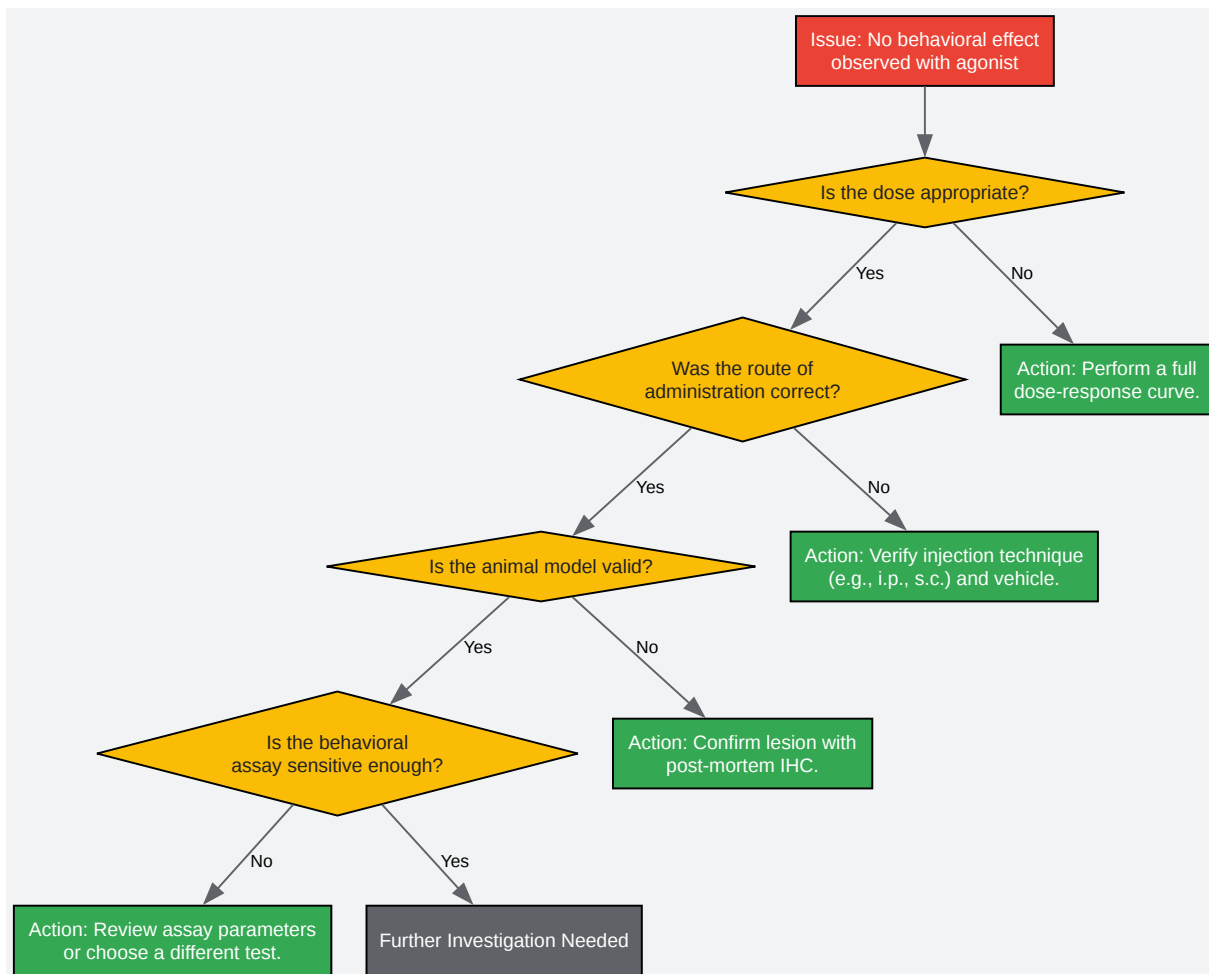 Issue: No behavioral effect
observed with agonist
Is the dose appropriate?
Yes
No
Was the route of
administration correct?
Action: Perform a full
dose-response curve.
Yes
No
Is the animal model valid?
Action: Verify injection technique
(e.g., i.p., s.c.) and vehicle.
Yes
No
Is the behavioral
assay sensitive enough?
Action: Confirm lesion with
post-mortem IHC.
No
Yes
Action: Review assay parameters
or choose a different test.
Further Investigation Needed